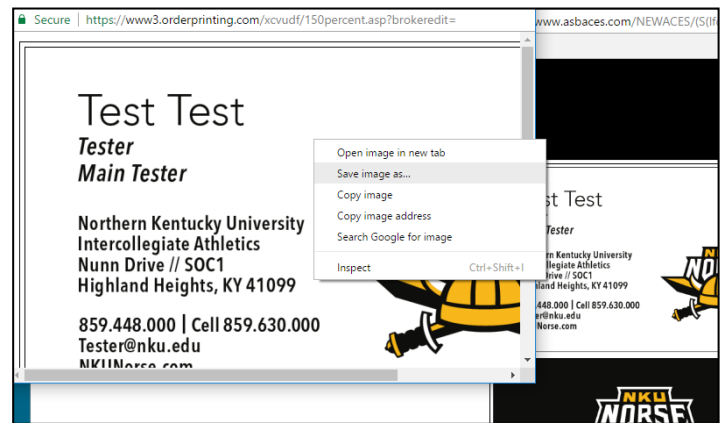 Secure | https://www3.orderprinting.com/xcvudf/150percent.asp?brokeredit=
www.asbaces.com/NEWACES/(S(lf
Test Test
Tester
Main Tester
Northern Kentucky University
Intercollegiate Athletics
Nunn Drive // SOC1
Highland Heights, KY 41099
859.448.000 | Cell 859.630.000
Tester@nku.edu
NKUNorse.com
Open image in new tab
Save image as...
Copy image
Copy image address
Search Google for image
Inspect Ctrl+Shift+I
st Test
Tester
rn Kentucky University
llegiate Athletics
Drive // SOC1
hland Heights, KY 41099
.448.000 | Cell 859.630.000
er@nku.edu
Norse.com
NO
NKU
NORSE